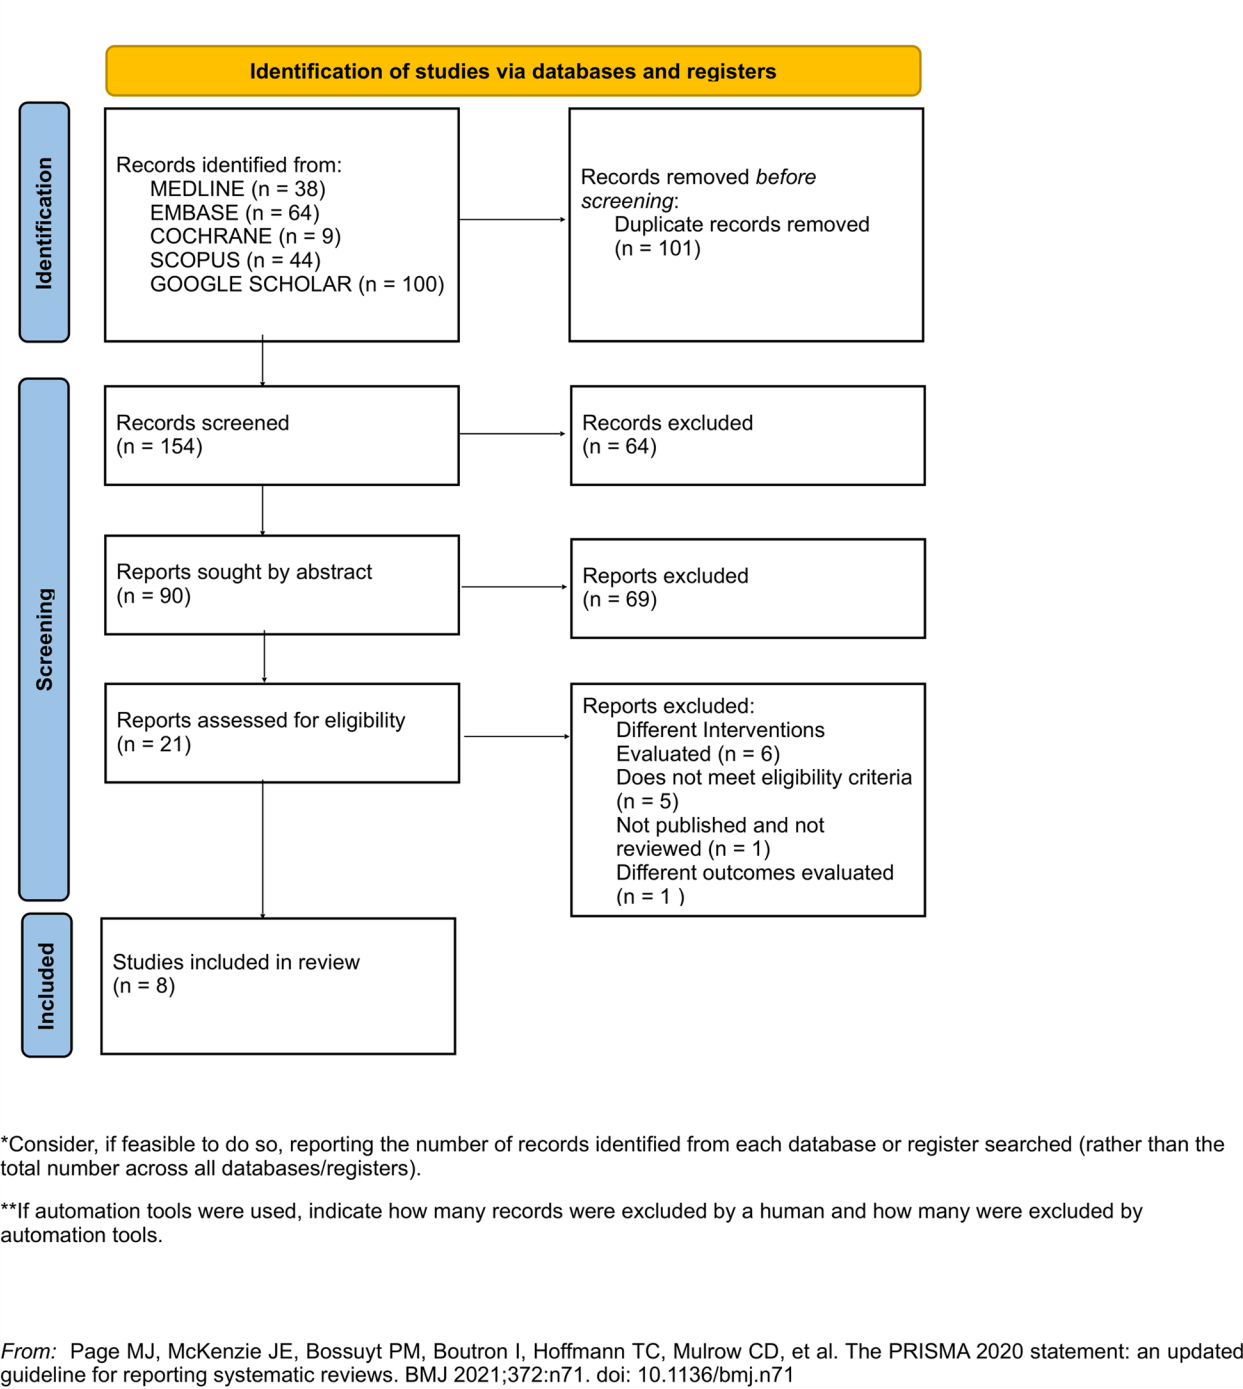 Identification of studies via databases and registers
Identification
Records identified from:
MEDLINE (n = 38)
EMBASE (n = 64)
COCHRANE (n = 9)
SCOPUS (n = 44)
GOOGLE SCHOLAR (n = 100)
Records removed before
screening:
Duplicate records removed
(n = 101)
Screening
Records screened
(n = 154)
Records excluded
(n = 64)
Reports sought by abstract
(n = 90)
Reports excluded
(n = 69)
Reports assessed for eligibility
(n = 21)
Reports excluded:
Different Interventions
Evaluated (n = 6)
Does not meet eligibility criteria
(n = 5)
Not published and not
reviewed (n = 1)
Different outcomes evaluated
(n = 1 )
Included
Studies included in review
(n = 8)
*Consider, if feasible to do so, reporting the number of records identified from each database or register searched (rather than the
total number across all databases/registers).
**If automation tools were used, indicate how many records were excluded by a human and how many were excluded by
automation tools.
From: Page MJ, McKenzie JE, Bossuyt PM, Boutron I, Hoffmann TC, Mulrow CD, et al. The PRISMA 2020 statement: an updated
guideline for reporting systematic reviews. BMJ 2021;372:n71. doi: 10.1136/bmj.n71